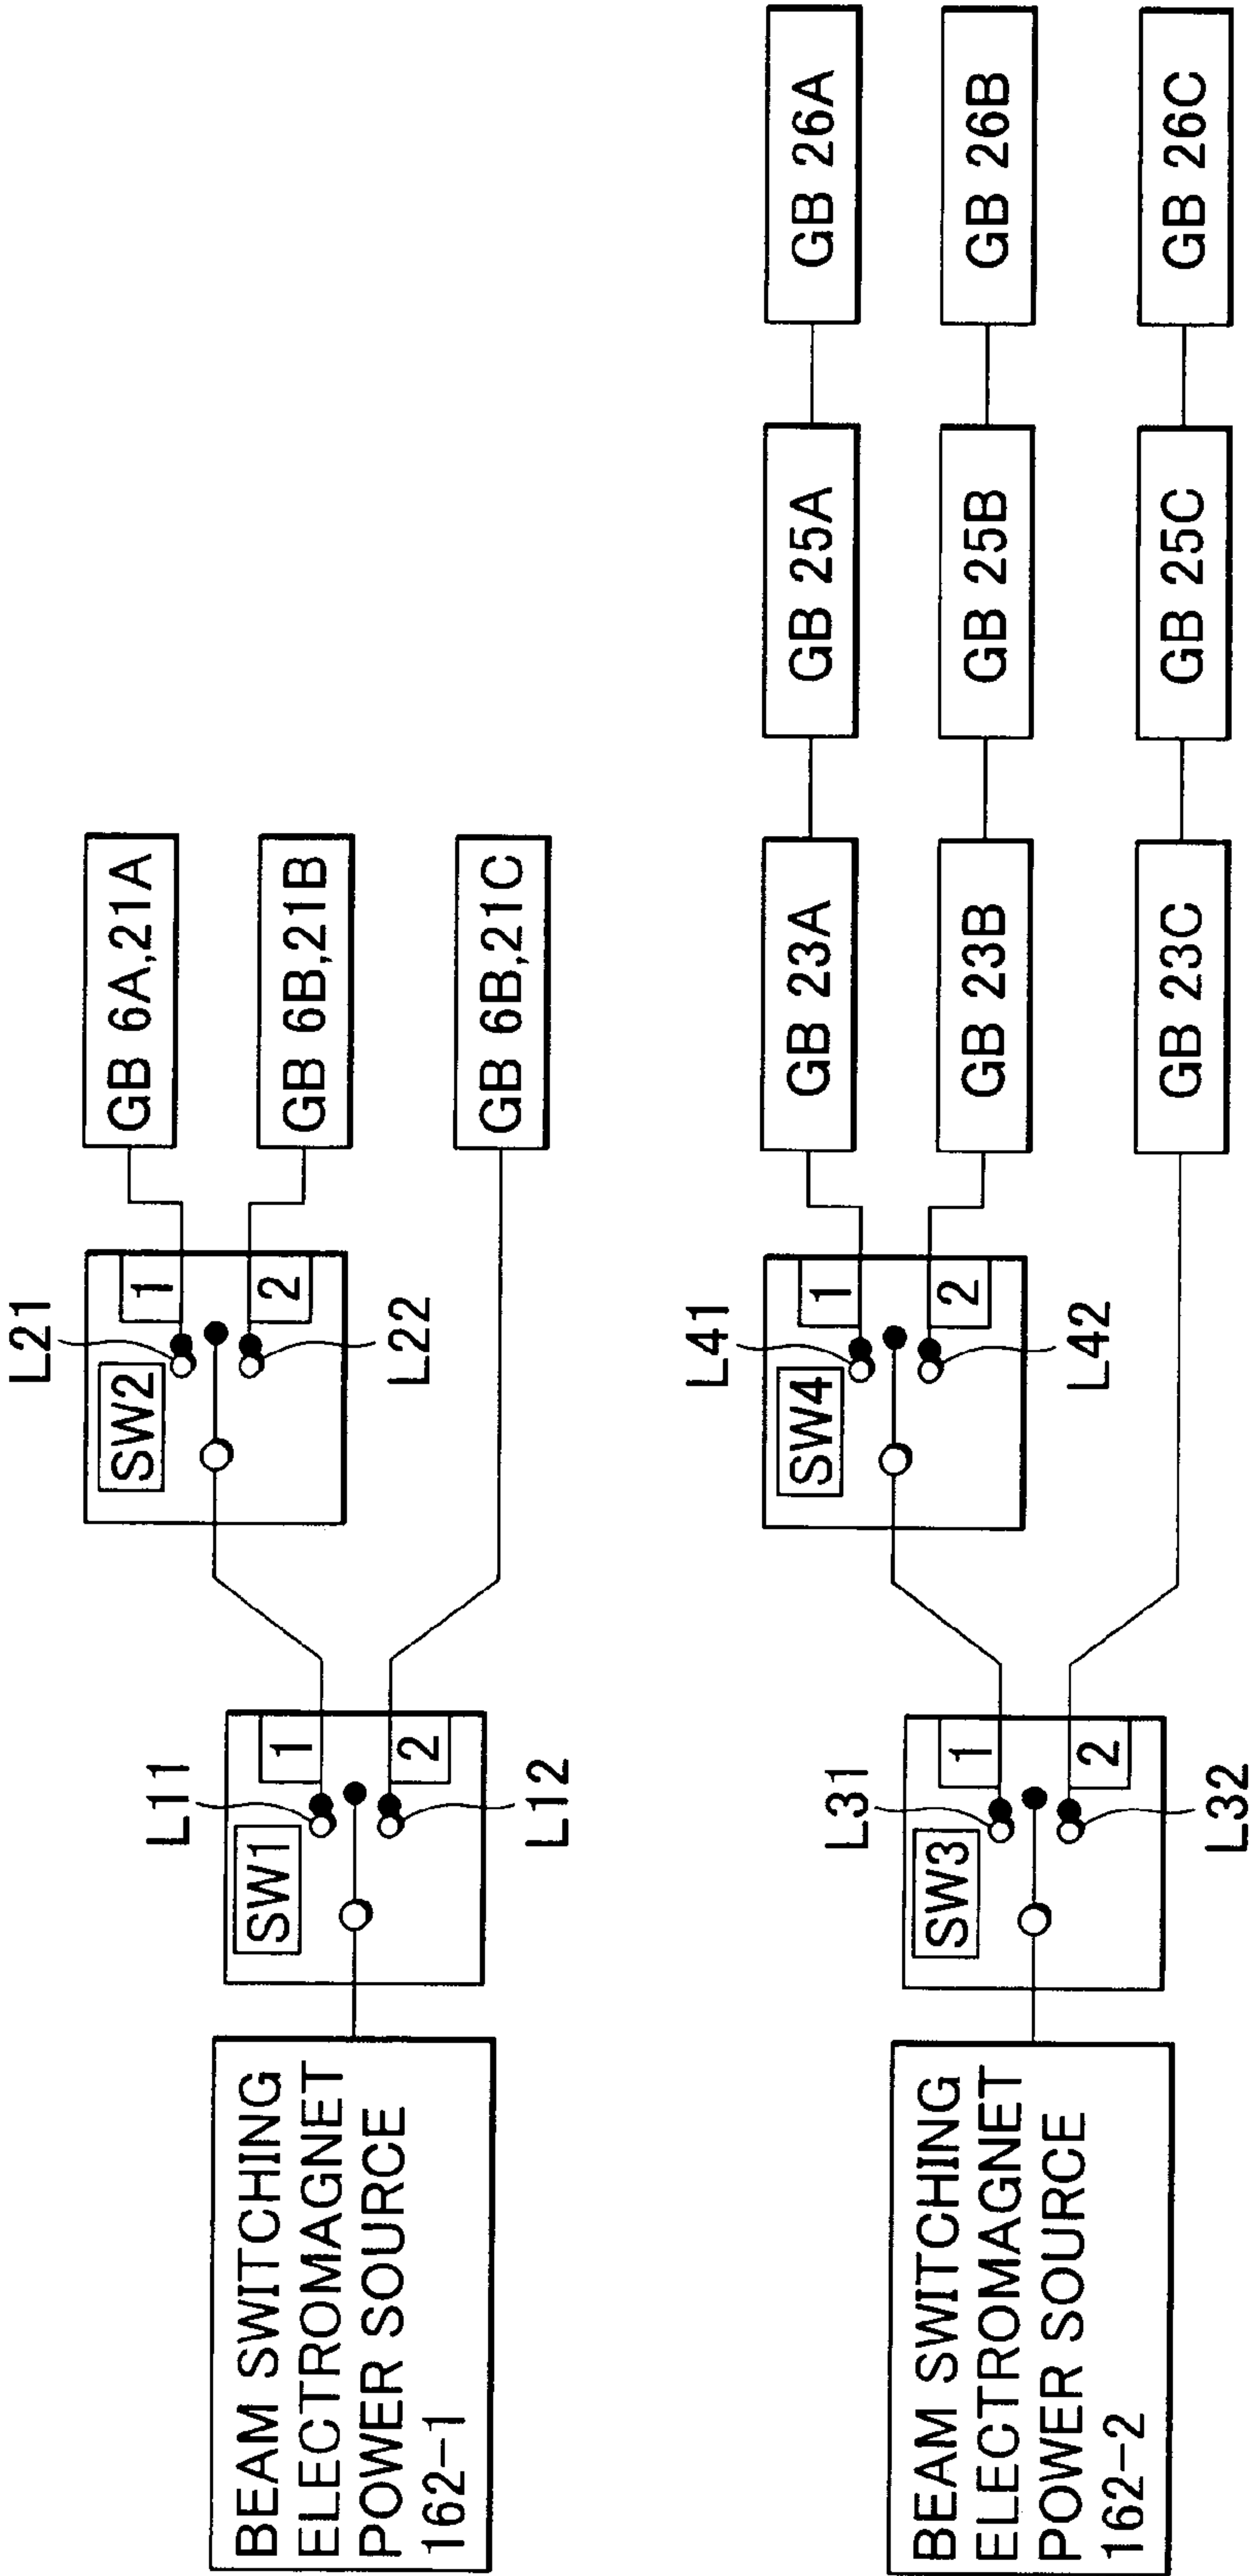 BEAM SWITCHING
ELECTROMAGNET
POWER SOURCE
162-1
SW1
L11
1
2
L12
SW2
L21
1
2
L22
GB 6A,21A
GB 6B,21B
GB 6B,21C
BEAM SWITCHING
ELECTROMAGNET
POWER SOURCE
162-2
SW3
L31
1
2
L32
SW4
L41
1
2
L42
GB 23A
GB 25A
GB 26A
GB 23B
GB 25B
GB 26B
GB 23C
GB 25C
GB 26C